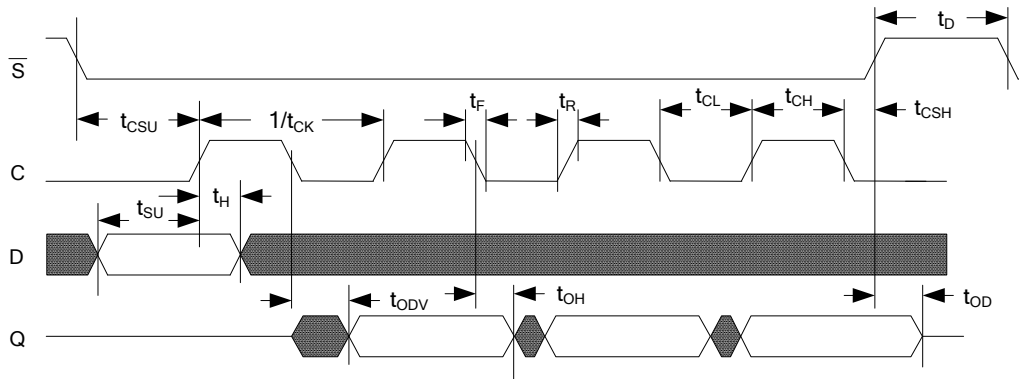 t_D
S̅
t_F t_R t_CL t_CH
t_CSU 1/t_CK t_CSH
C
t_SU t_H
D
t_ODV t_OH t_OD
Q